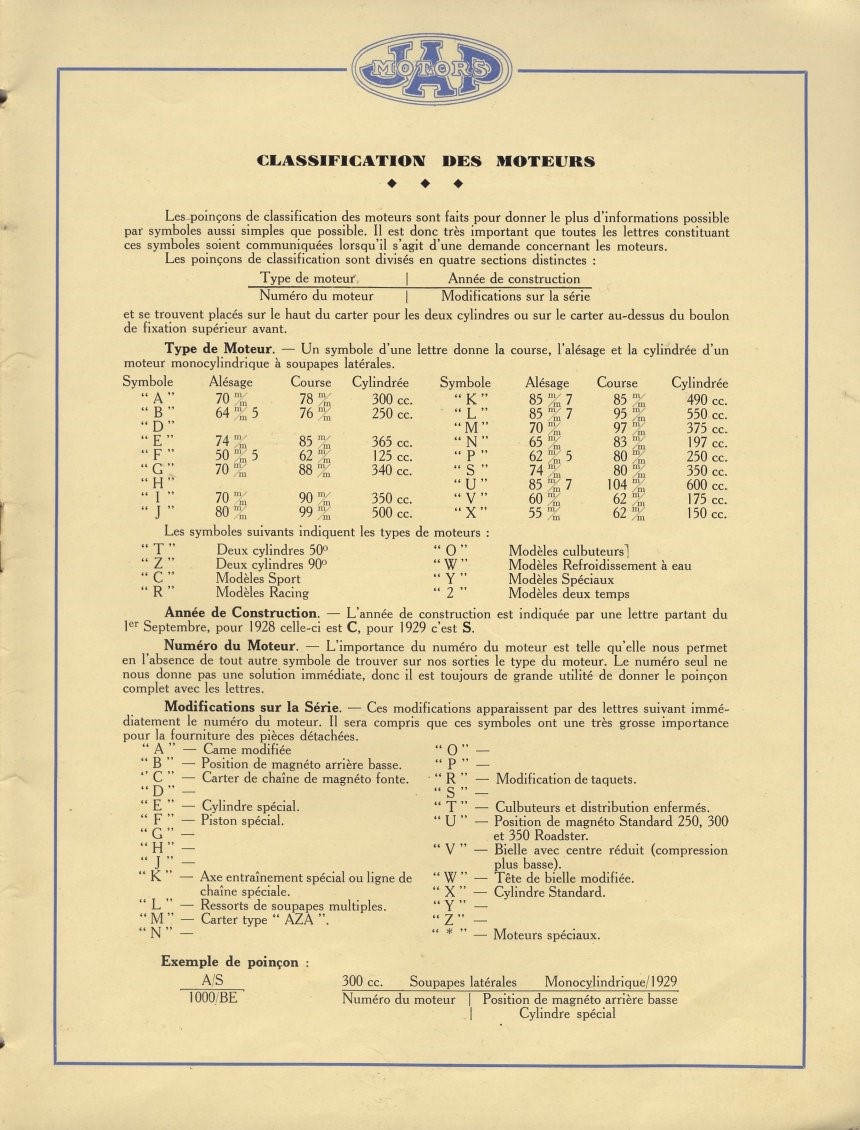 JAP MOTORS
CLASSIFICATION DES MOTEURS
Les poinçons de classification des moteurs sont faits pour donner le plus d'informations possible
par symboles aussi simples que possible. Il est donc très important que toutes les lettres constituant
ces symboles soient communiquées lorsqu'il s'agit d'une demande concernant les moteurs.
Les poinçons de classification sont divisés en quatre sections distinctes :
Type de moteur | Année de construction
Numéro du moteur | Modifications sur la série
et se trouvent placés sur le haut du carter pour les deux cylindres ou sur le carter au-dessus du boulon
de fixation supérieur avant.
Type de Moteur. — Un symbole d'une lettre donne la course, l'alésage et la cylindrée d'un
moteur monocylindrique à soupapes latérales.
Symbole Alésage Course Cylindrée Symbole Alésage Course Cylindrée
“ A ” 70 m/m 78 m/m 300 cc. “ K ” 85 m/m 7 85 m/m 490 cc.
“ B ” 64 m/m 5 76 m/m 250 cc. “ L ” 85 m/m 7 95 m/m 550 cc.
“ D ” “ M ” 70 m/m 97 m/m 375 cc.
“ E ” 74 m/m 85 m/m 365 cc. “ N ” 65 m/m 83 m/m 197 cc.
“ F ” 50 m/m 5 62 m/m 125 cc. “ P ” 62 m/m 5 80 m/m 250 cc.
“ G ” 70 m/m 88 m/m 340 cc. “ S ” 74 m/m 80 m/m 350 cc.
“ H ” “ U ” 85 m/m 7 104 m/m 600 cc.
“ I ” 70 m/m 90 m/m 350 cc. “ V ” 60 m/m 62 m/m 175 cc.
“ J ” 80 m/m 99 m/m 500 cc. “ X ” 55 m/m 62 m/m 150 cc.
Les symboles suivants indiquent les types de moteurs :
“ T ” Deux cylindres 50º “ O ” Modèles culbuteurs
“ Z ” Deux cylindres 90º “ W ” Modèles Refroidissement à eau
“ C ” Modèles Sport “ Y ” Modèles Spéciaux
“ R ” Modèles Racing “ 2 ” Modèles deux temps
Année de Construction. — L'année de construction est indiquée par une lettre partant du
1er Septembre, pour 1928 celle-ci est C, pour 1929 c'est S.
Numéro du Moteur. — L'importance du numéro du moteur est telle qu'elle nous permet
en l'absence de tout autre symbole de trouver sur nos sorties le type du moteur. Le numéro seul ne
nous donne pas une solution immédiate, donc il est toujours de grande utilité de donner le poinçon
complet avec les lettres.
Modifications sur la Série. — Ces modifications apparaissent par des lettres suivant immé-
diatement le numéro du moteur. Il sera compris que ces symboles ont une très grosse importance
pour la fourniture des pièces détachées.
“ A ” — Came modifiée
“ B ” — Position de magnéto arrière basse.
“ C ” — Carter de chaîne de magnéto fonte.
“ D ” —
“ E ” — Cylindre spécial.
“ F ” — Piston spécial.
“ G ” —
“ H ” —
“ J ” —
“ K ” — Axe entraînement spécial ou ligne de
chaîne spéciale.
“ L ” — Ressorts de soupapes multiples.
“ M ” — Carter type “ AZA ”.
“ N ” —
“ O ” —
“ P ” —
“ R ” — Modification de taquets.
“ S ” —
“ T ” — Culbuteurs et distribution enfermés.
“ U ” — Position de magnéto Standard 250, 300
et 350 Roadster.
“ V ” — Bielle avec centre réduit (compression
plus basse).
“ W ” — Tête de bielle modifiée.
“ X ” — Cylindre Standard.
“ Y ” —
“ Z ” —
“ * ” — Moteurs spéciaux.
Exemple de poinçon :
A/S 300 cc. Soupapes latérales Monocylindrique/1929
1000/BE Numéro du moteur | Position de magnéto arrière basse
| Cylindre spécial